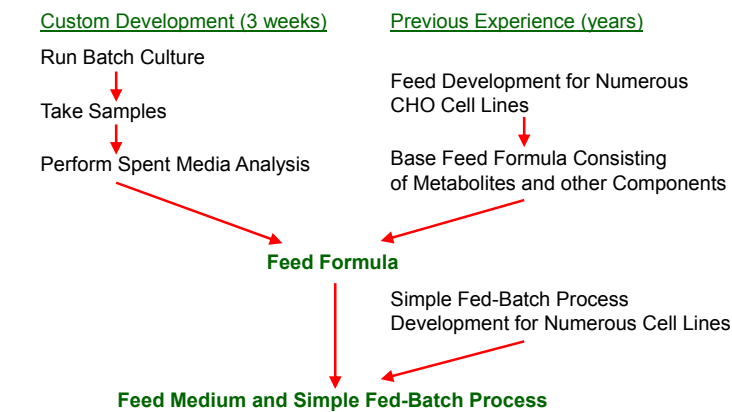 Custom Development (3 weeks)
Run Batch Culture
Take Samples
Perform Spent Media Analysis
Previous Experience (years)
Feed Development for Numerous
CHO Cell Lines
Base Feed Formula Consisting
of Metabolites and other Components
Feed Formula
Simple Fed-Batch Process
Development for Numerous Cell Lines
Feed Medium and Simple Fed-Batch Process